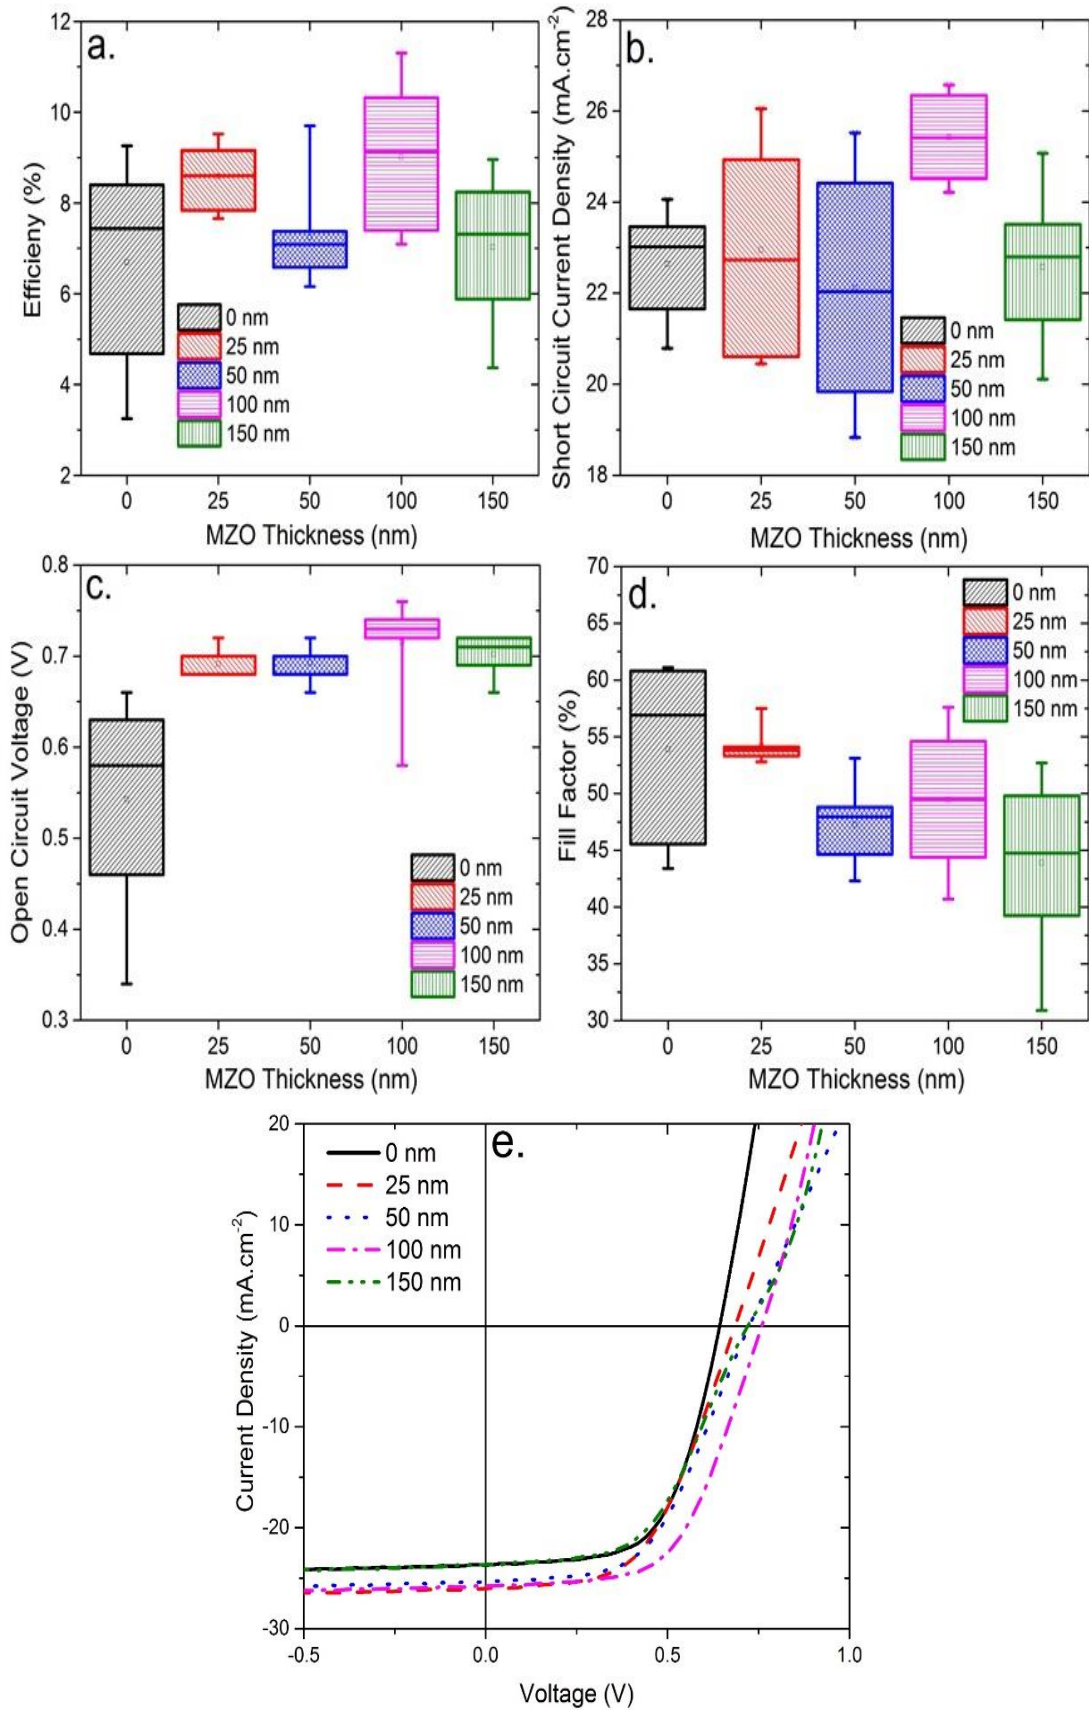 a.
Efficieny (%)
12
10
8
6
4
2
0 nm
25 nm
50 nm
100 nm
150 nm
0 25 50 100 150
MZO Thickness (nm)
b.
Short Circuit Current Density (mA.cm-2)
28
26
24
22
20
18
0 nm
25 nm
50 nm
100 nm
150 nm
0 25 50 100 150
MZO Thickness (nm)
c.
Open Circuit Voltage (V)
0.8
0.7
0.6
0.5
0.4
0.3
0 nm
25 nm
50 nm
100 nm
150 nm
0 25 50 100 150
MZO Thickness (nm)
d.
Fill Factor (%)
70
65
60
55
50
45
40
35
30
0 nm
25 nm
50 nm
100 nm
150 nm
0 25 50 100 150
MZO Thickness (nm)
e.
Current Density (mA.cm-2)
20
10
0
-10
-20
-30
0 nm
25 nm
50 nm
100 nm
150 nm
-0.5 0.0 0.5 1.0
Voltage (V)